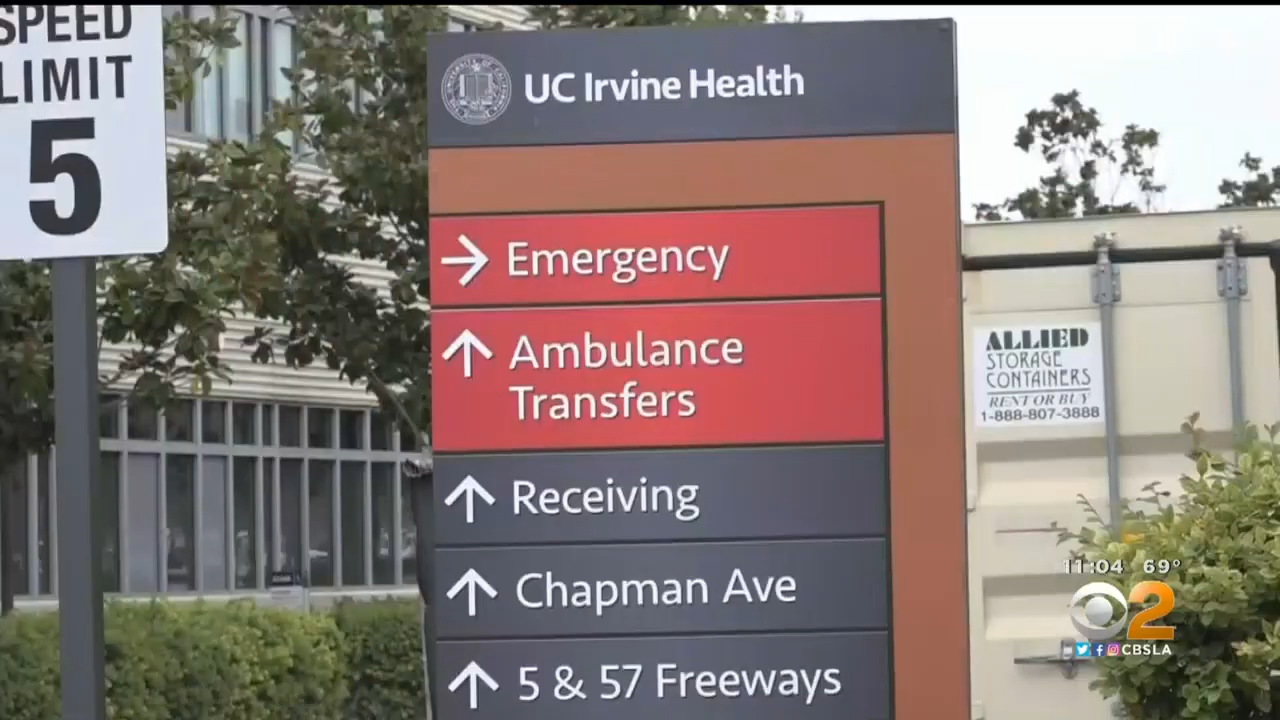 SPEED
LIMIT
5
UC Irvine Health
Emergency
Ambulance
Transfers
Receiving
Chapman Ave
5 & 57 Freeways
ALLIED
STORAGE
CONTAINERS
RENT OR BUY
1-888-807-3888
11:04 69°
2
CBSLA